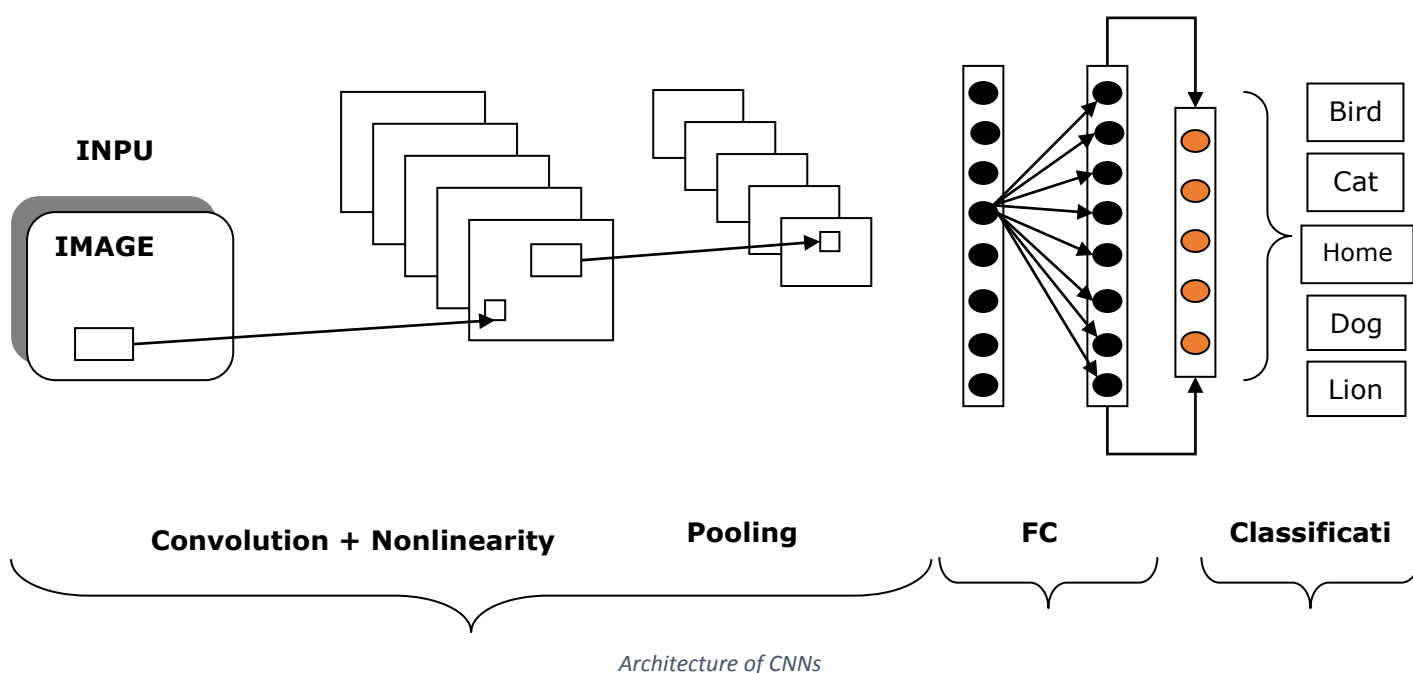 INPU
IMAGE
Bird
Cat
Home
Dog
Lion
Convolution + Nonlinearity
Pooling
FC
Classificati
Architecture of CNNs